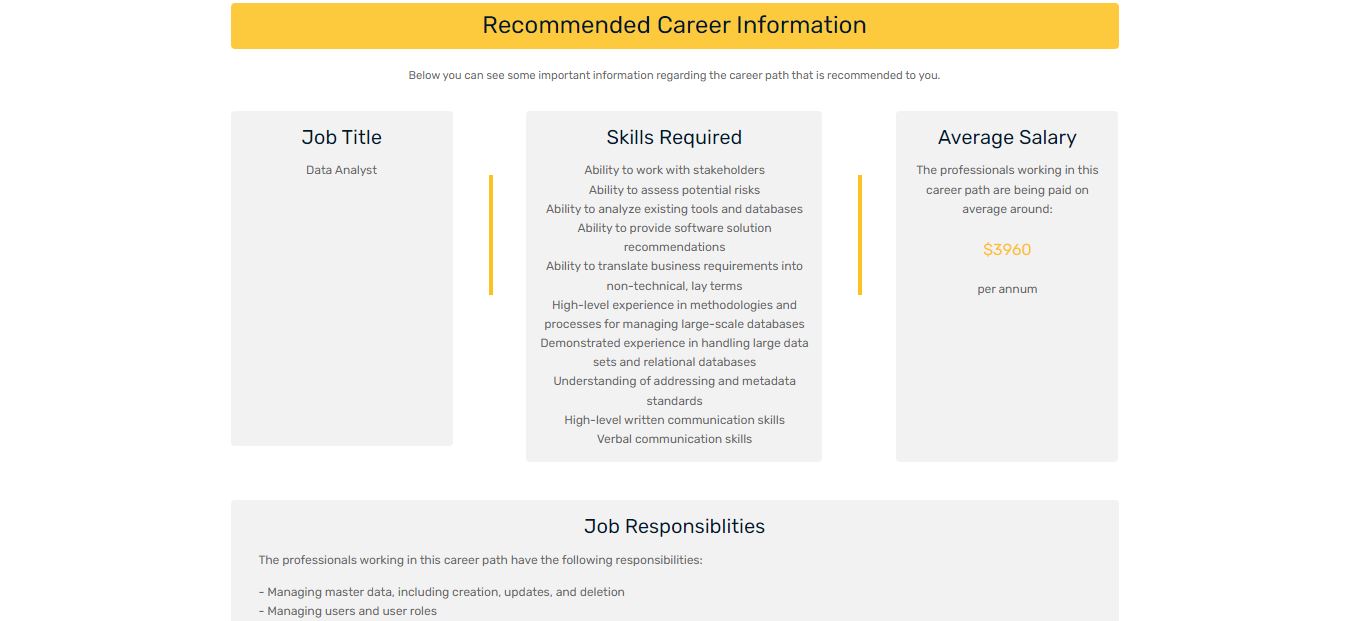 Recommended Career Information
Below you can see some important information regarding the career path that is recommended to you.
Job Title
Data Analyst
Skills Required
Ability to work with stakeholders
Ability to assess potential risks
Ability to analyze existing tools and databases
Ability to provide software solution
recommendations
Ability to translate business requirements into
non-technical, lay terms
High-level experience in methodologies and
processes for managing large-scale databases
Demonstrated experience in handling large data
sets and relational databases
Understanding of addressing and metadata
standards
High-level written communication skills
Verbal communication skills
Average Salary
The professionals working in this
career path are being paid on
average around:
$3960
per annum
Job Responsiblities
The professionals working in this career path have the following responsibilities:
- Managing master data, including creation, updates, and deletion
- Managing users and user roles